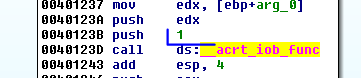 00401237 mov edx, [ebp+arg_0]
0040123A push edx
0040123B push 1
0040123D call ds:__acrt_iob_func
00401243 add esp, 4